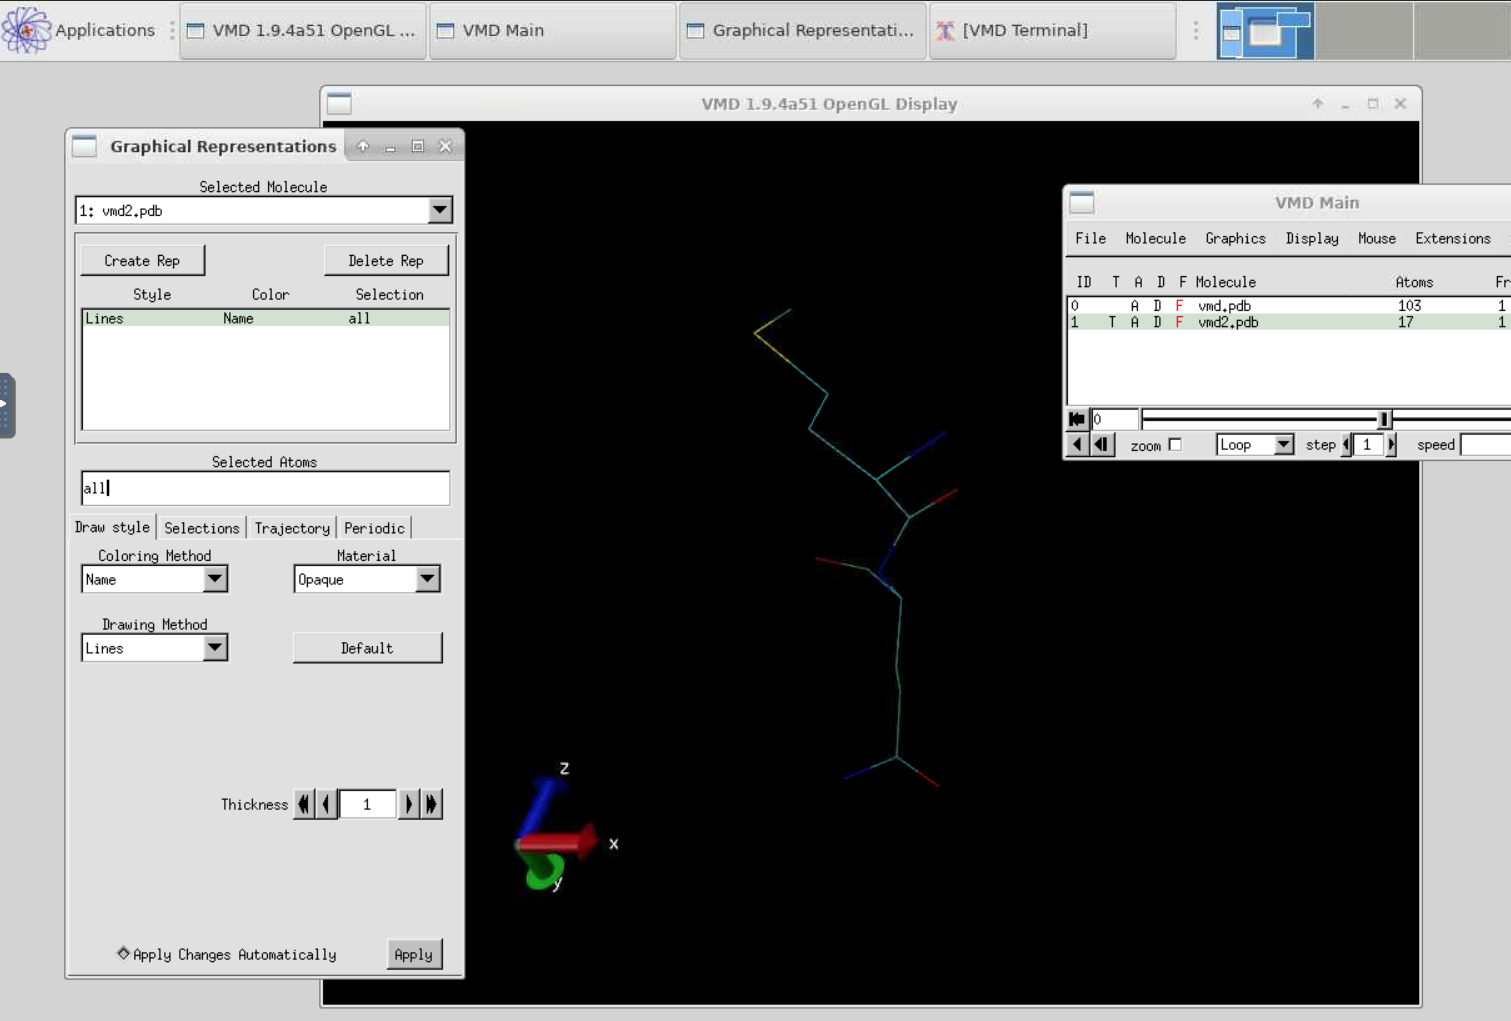 Applications
VMD 1.9.4a51 OpenGL ...
VMD Main
Graphical Representati...
[VMD Terminal]
VMD 1.9.4a51 OpenGL Display
Graphical Representations
Selected Molecule
1: vmd2.pdb
Create Rep Delete Rep
Style Color Selection
Lines Name all
Selected Atoms
all
Draw style Selections Trajectory Periodic
Coloring Method Material
Name Opaque
Drawing Method
Lines Default
Thickness 1
Apply Changes Automatically Apply
z
x
y
VMD Main
File Molecule Graphics Display Mouse Extensions
ID T A D F Molecule Atoms Fr
0 A D F vmd.pdb 103 1
1 T A D F vmd2.pdb 17 1
0
zoom Loop step 1 speed